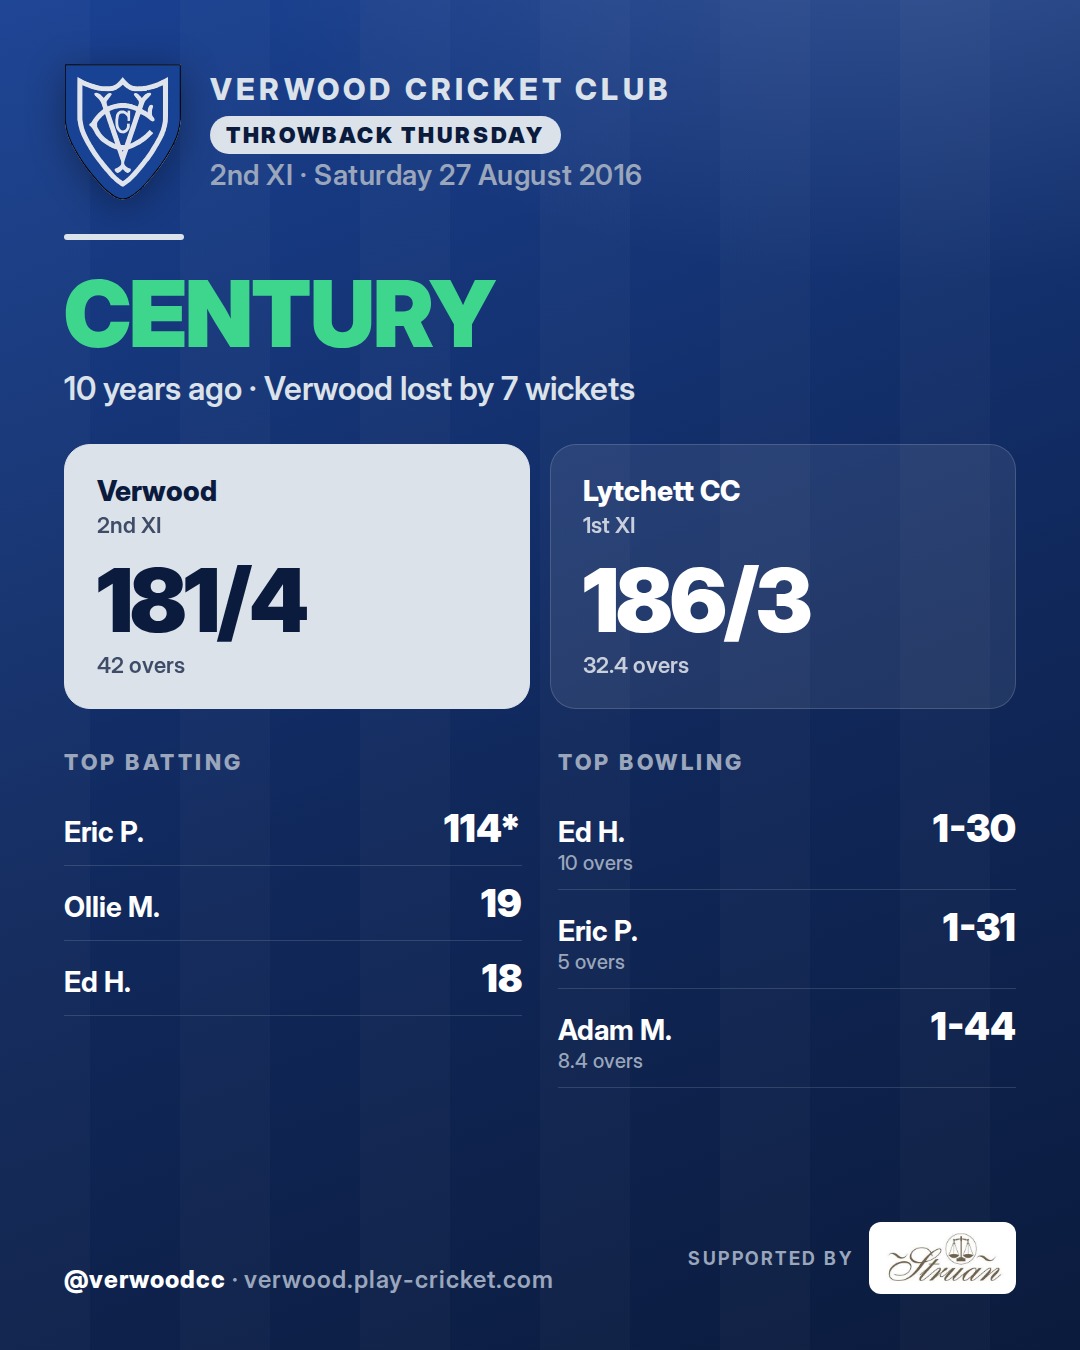 VERWOOD CRICKET CLUB
THROWBACK THURSDAY
2nd XI · Saturday 27 August 2016
CENTURY
10 years ago · Verwood lost by 7 wickets
Verwood
2nd XI
181/4
42 overs
Lytchett CC
1st XI
186/3
32.4 overs
TOP BATTING
Eric P. 114*
Ollie M. 19
Ed H. 18
TOP BOWLING
Ed H. 1-30
10 overs
Eric P. 1-31
5 overs
Adam M. 1-44
8.4 overs
@verwoodcc · verwood.play-cricket.com
SUPPORTED BY
Struan